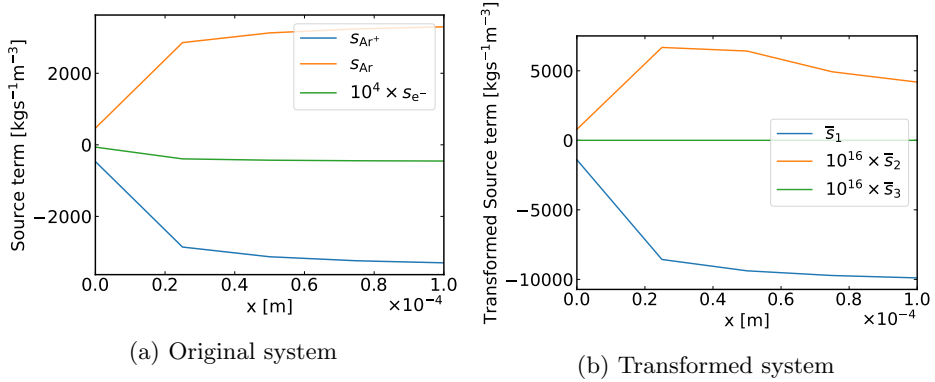 Source term [kgs⁻¹m⁻³]
2000
0
−2000
s_Ar⁺
s_Ar
10⁴ × s_e⁻
0.0 0.2 0.4 0.6 0.8 1.0
x [m] ×10⁻⁴
(a) Original system
Transformed Source term [kgs⁻¹m⁻³]
5000
0
−5000
−10000
s̅₁
10¹⁶ × s̅₂
10¹⁶ × s̅₃
0.0 0.2 0.4 0.6 0.8 1.0
x [m] ×10⁻⁴
(b) Transformed system